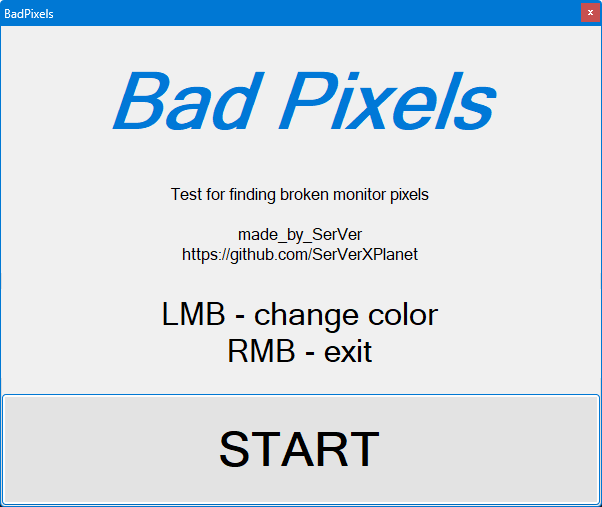 BadPixels
Bad Pixels
Test for finding broken monitor pixels
made_by_SerVer
https://github.com/SerVerXPlanet
LMB - change color
RMB - exit
START